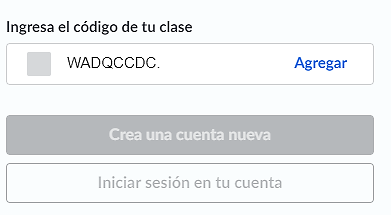 Ingresa el código de tu clase
WADQCCDC. Agregar
Crea una cuenta nueva
Iniciar sesión en tu cuenta